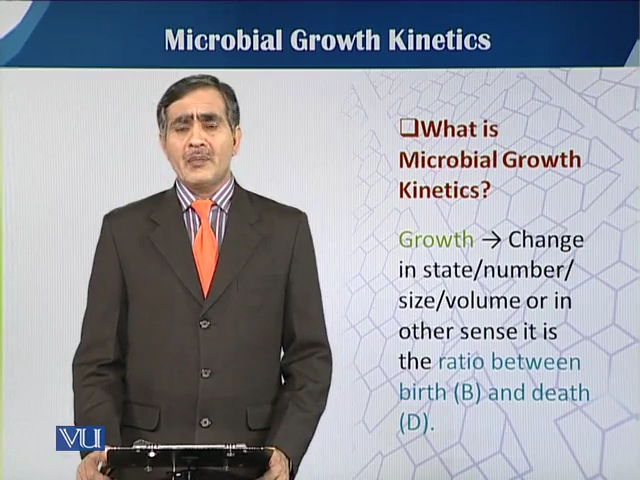 Microbial Growth Kinetics
❑What is
Microbial Growth
Kinetics?
Growth → Change
in state/number/
size/volume or in
other sense it is
the ratio between
birth (B) and death
(D).
VU